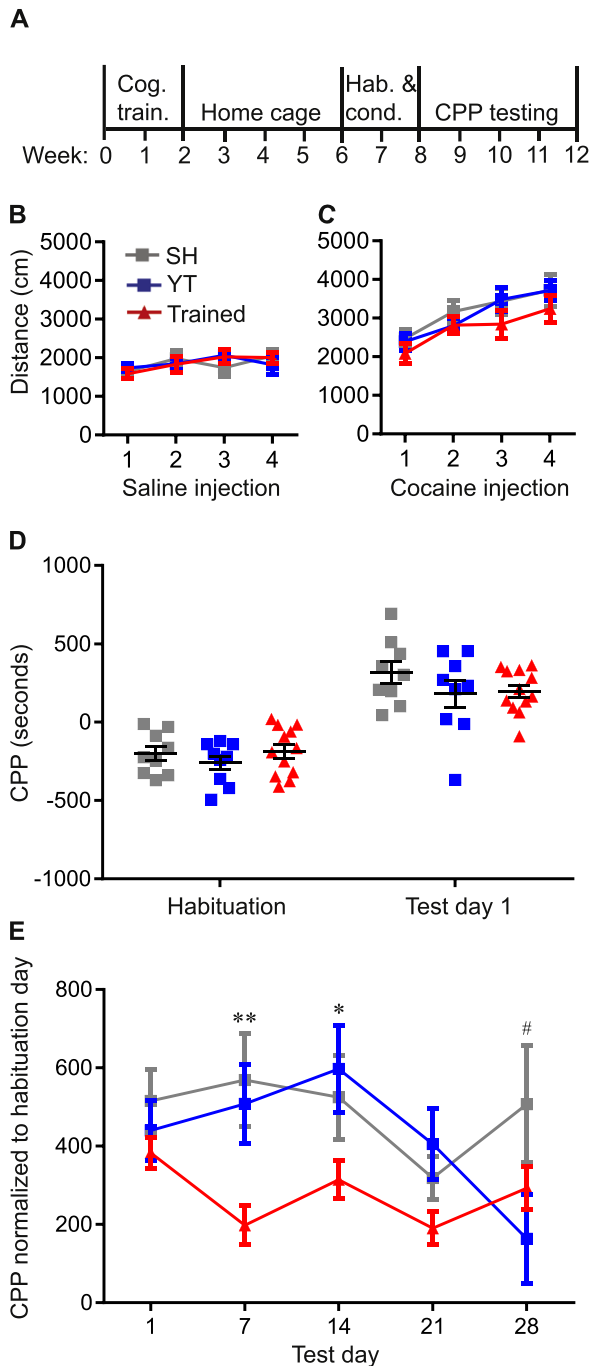 A
Cog. train.
Home cage
Hab. & cond.
CPP testing
Week: 0 1 2 3 4 5 6 7 8 9 10 11 12
B
Distance (cm)
5000
4000
3000
2000
1000
0
SH
YT
Trained
1 2 3 4
Saline injection
C
5000
4000
3000
2000
1000
0
1 2 3 4
Cocaine injection
D
CPP (seconds)
1000
500
0
-500
-1000
Habituation
Test day 1
E
CPP normalized to habituation day
800
600
400
200
0
**
*
#
1 7 14 21 28
Test day